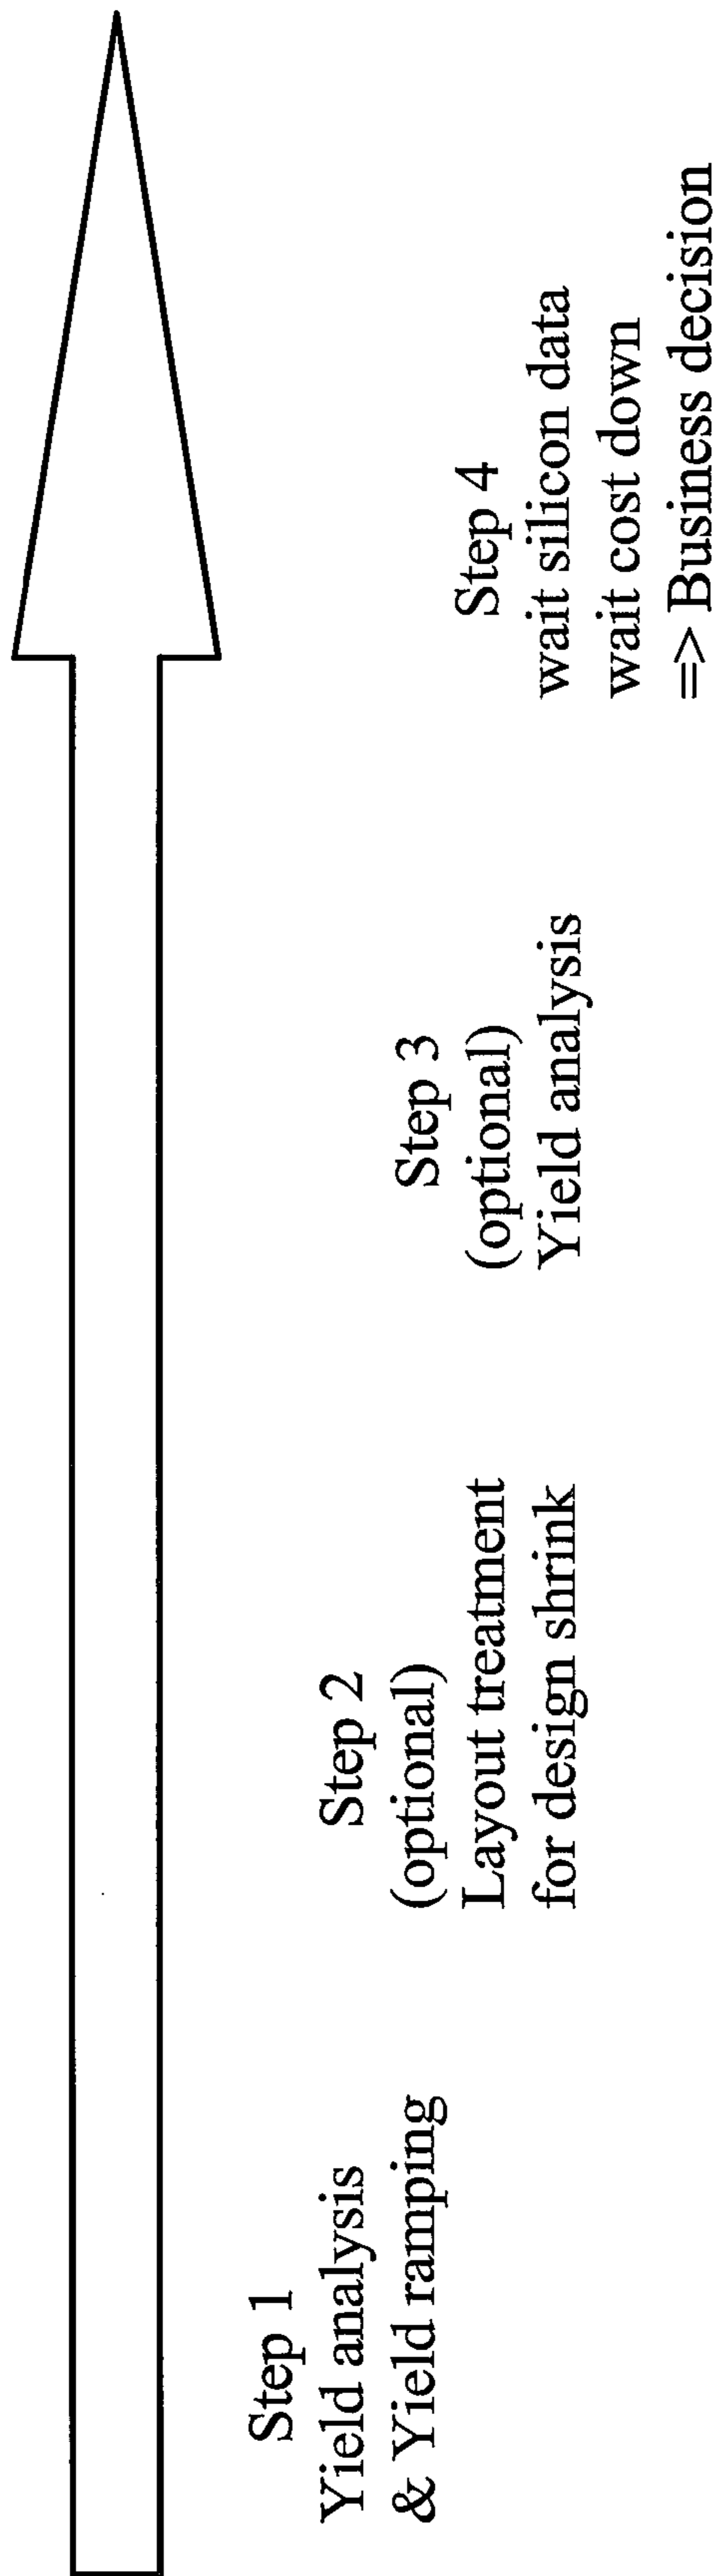 Step 1
Yield analysis
& Yield ramping
Step 2
(optional)
Layout treatment
for design shrink
Step 3
(optional)
Yield analysis
Step 4
wait silicon data
wait cost down
=> Business decision